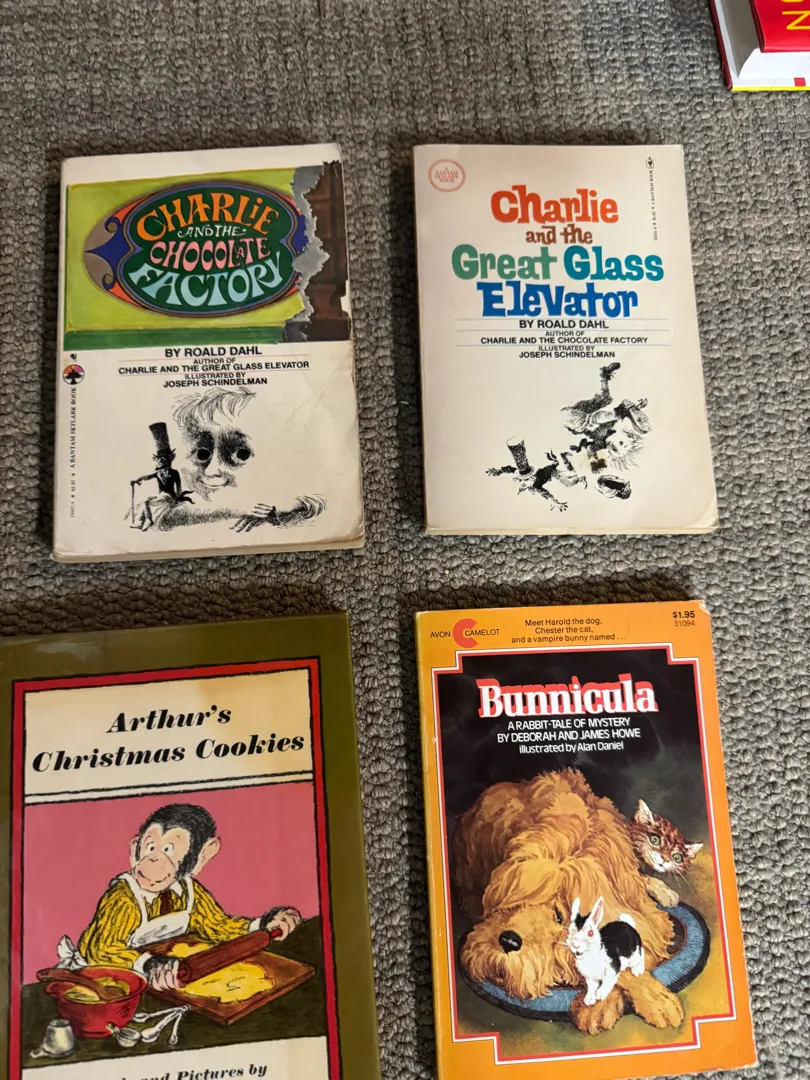 CHARLIE
AND THE
CHOCOLATE
FACTORY
BY ROALD DAHL
AUTHOR OF
CHARLIE AND THE GREAT GLASS ELEVATOR
ILLUSTRATED BY
JOSEPH SCHINDELMAN
A BANTAM SKYLARK BOOK
Charlie
and the
Great Glass
Elevator
BY ROALD DAHL
AUTHOR OF
CHARLIE AND THE CHOCOLATE FACTORY
ILLUSTRATED BY
JOSEPH SCHINDELMAN
Arthur's
Christmas Cookies
and Pictures by
AVON CAMELOT
Meet Harold the dog,
Chester the cat,
and a vampire bunny named . . .
$1.95
51094
Bunnicula
A RABBIT-TALE OF MYSTERY
BY DEBORAH AND JAMES HOWE
illustrated by Alan Daniel